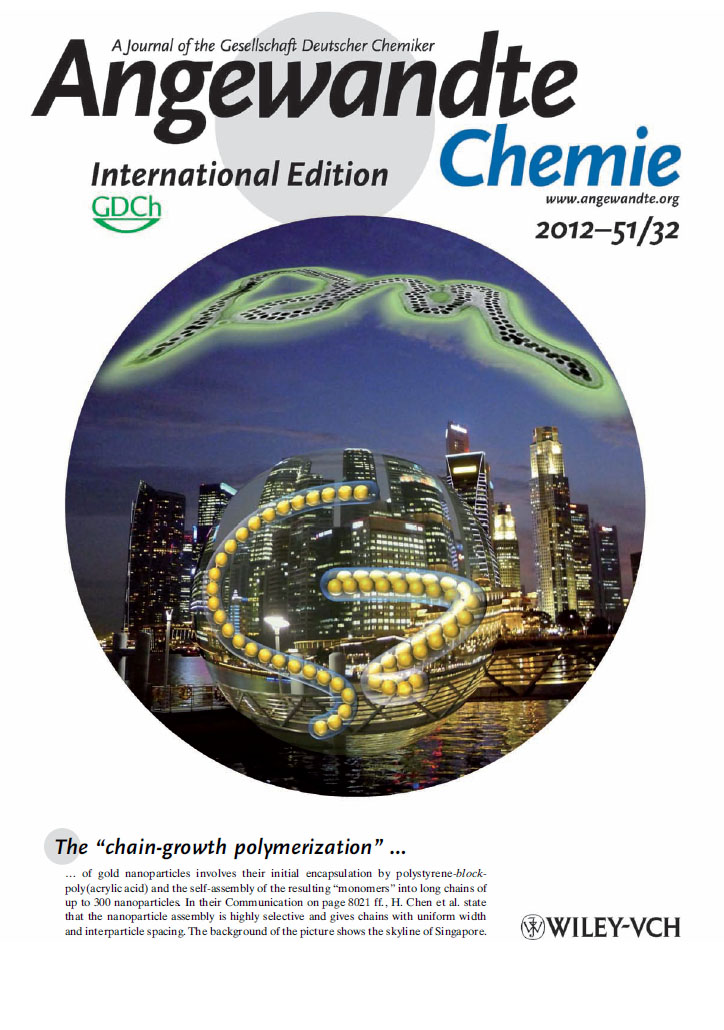 A Journal of the Gesellschaft Deutscher Chemiker
Angewandte
Chemie
International Edition
www.angewandte.org
GDCh
2012–51/32
The “chain-growth polymerization” ...
... of gold nanoparticles involves their initial encapsulation by polystyrene-block-
poly(acrylic acid) and the self-assembly of the resulting “monomers” into long chains of
up to 300 nanoparticles. In their Communication on page 8021 ff., H. Chen et al. state
that the nanoparticle assembly is highly selective and gives chains with uniform width
and interparticle spacing. The background of the picture shows the skyline of Singapore.
WILEY-VCH